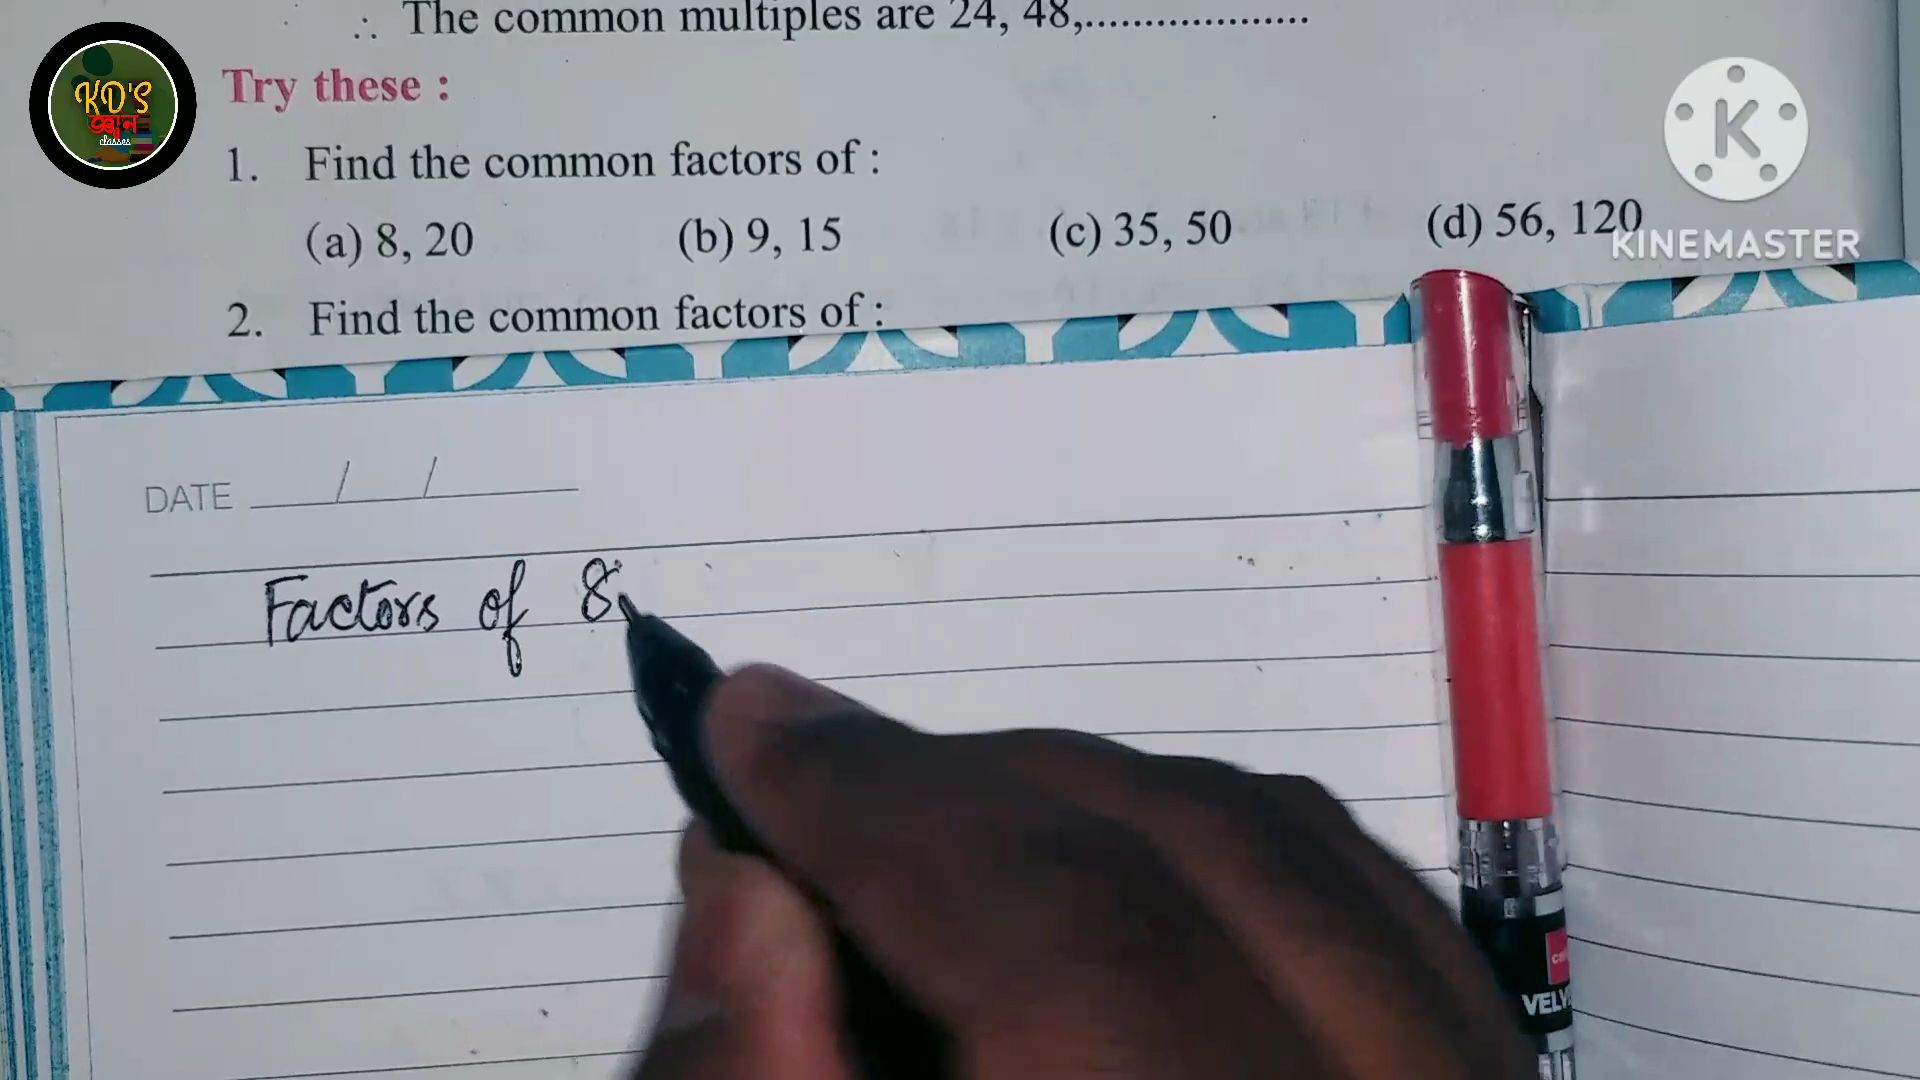 ∴ The common multiples are 24, 48,...................
KD'S
জ্ঞান
classes
Try these :
1. Find the common factors of :
(a) 8, 20 (b) 9, 15 (c) 35, 50 (d) 56, 120
K
KINEMASTER
2. Find the common factors of :
DATE / /
Factors of 8